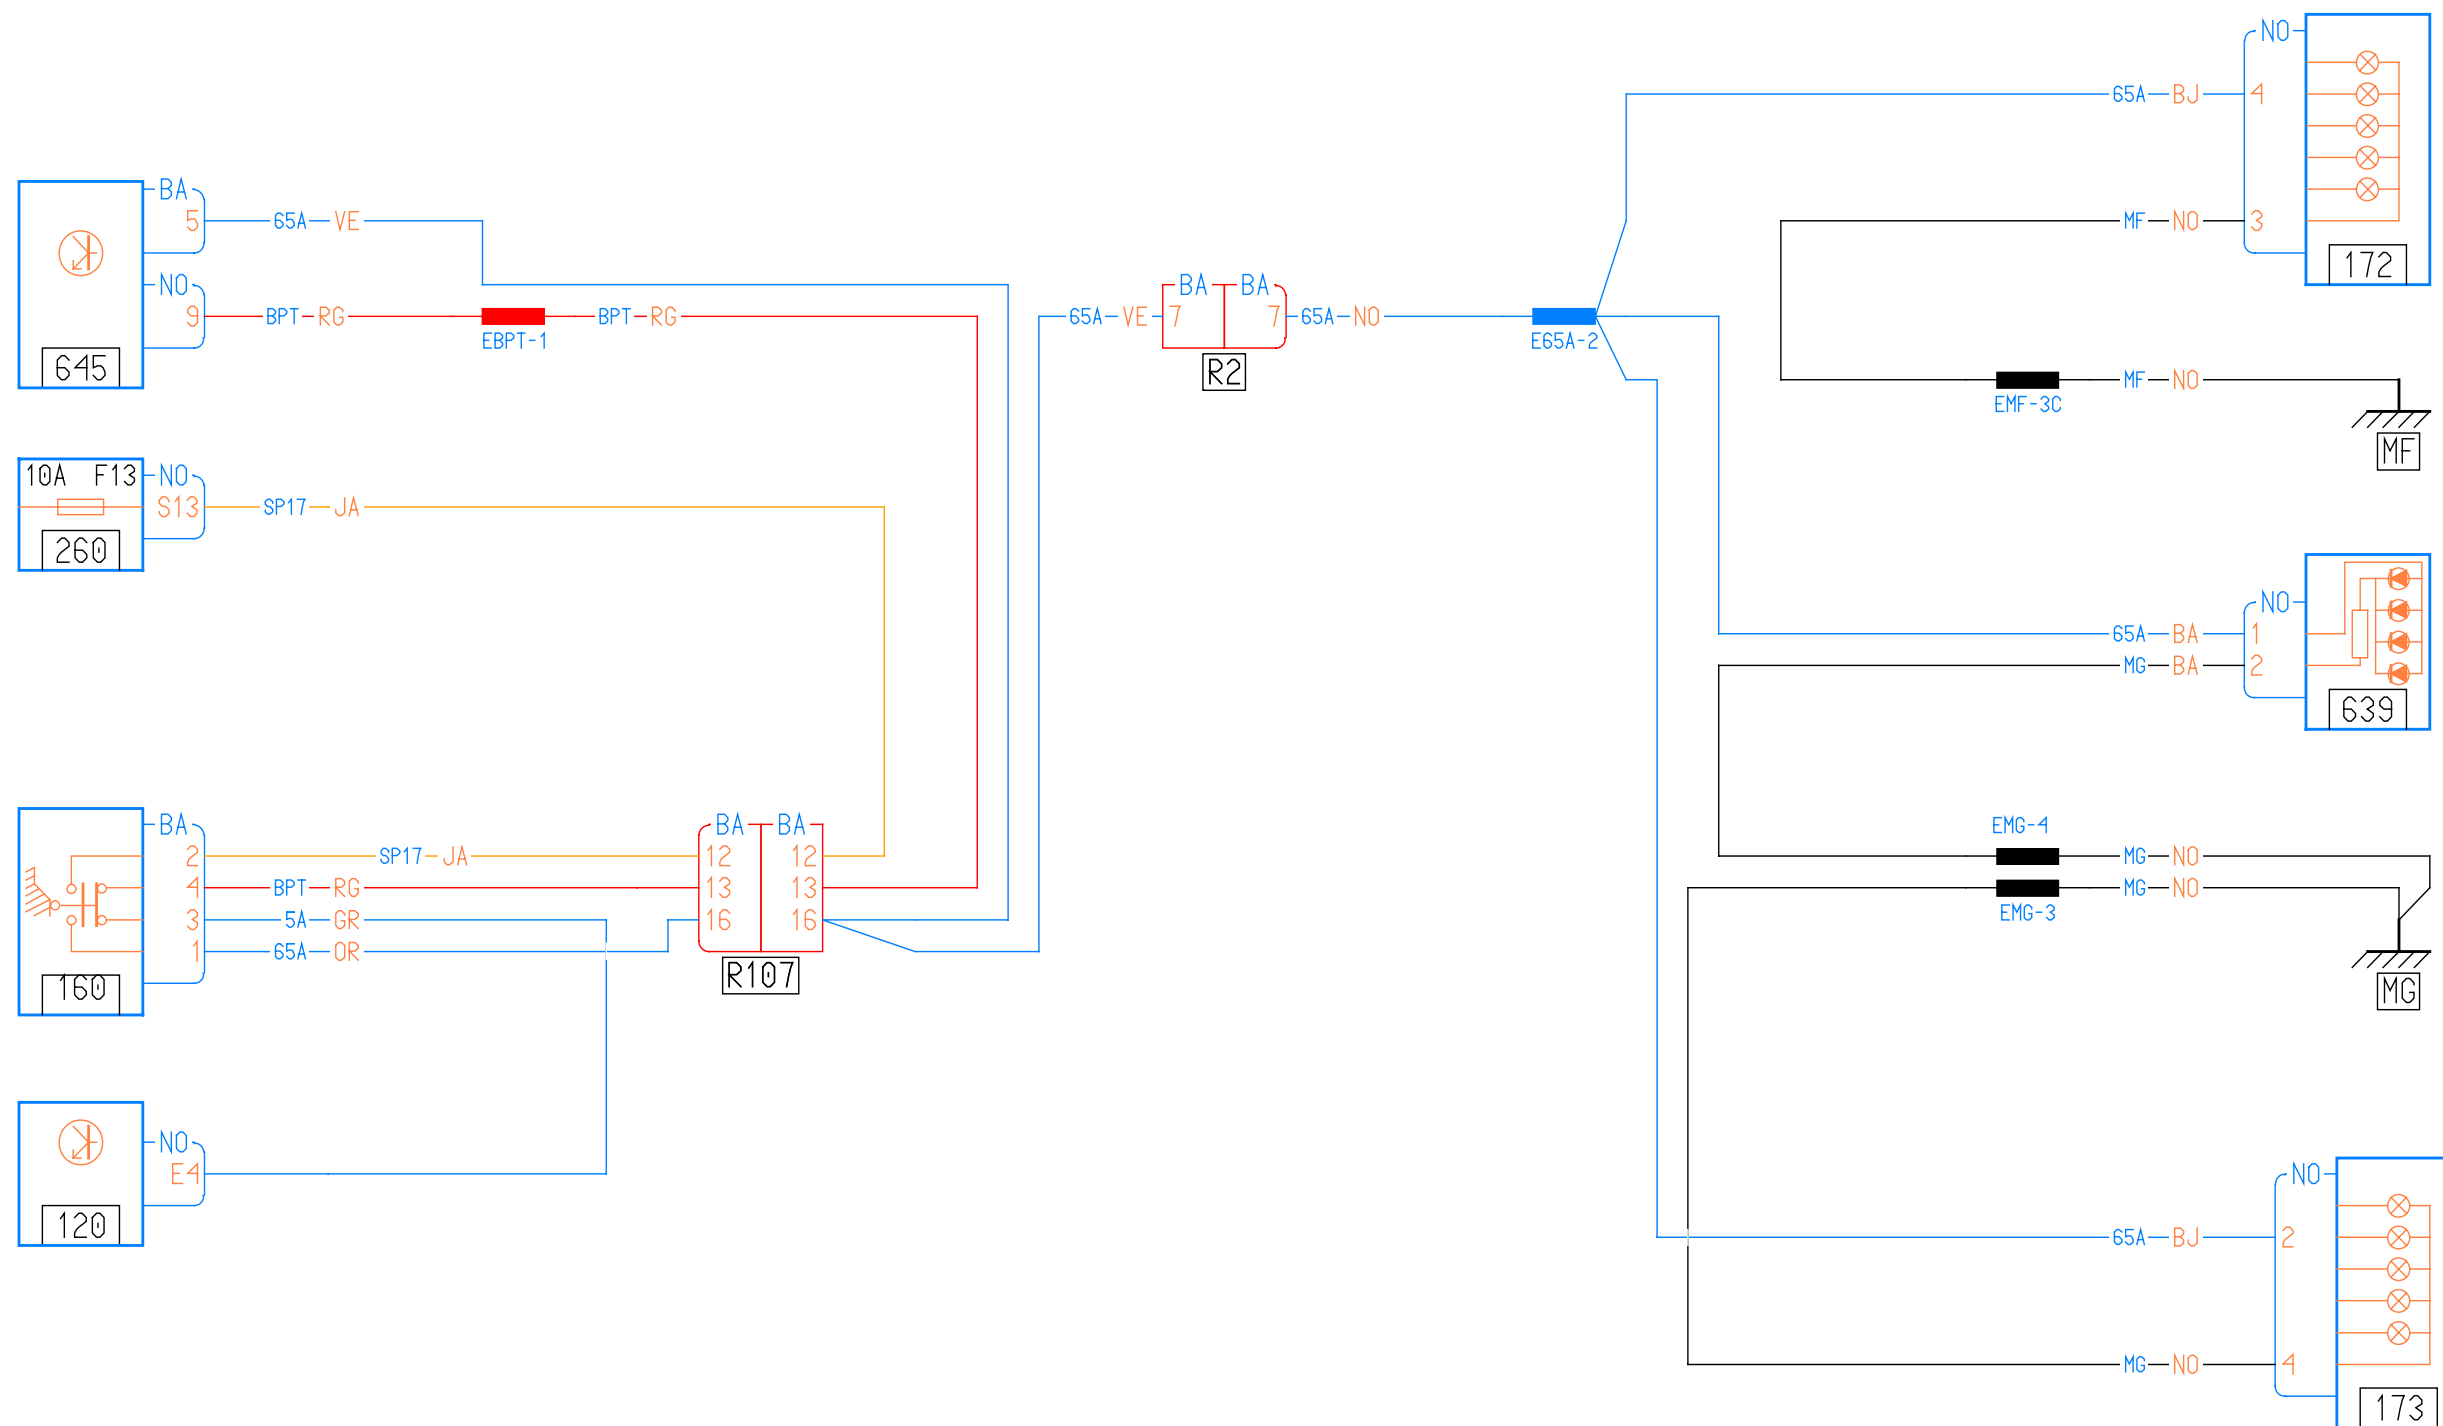 NO
65A BJ 4
BA
5 65A VE
MF NO 3
172
NO
BA BA
9 BPT RG BPT RG
65A VE 7 7 65A NO
EBPT-1
E65A-2
645
R2
MF NO
EMF-3C
MF
10A F13 NO
S13 SP17 JA
260
NO
65A BA 1
MG BA 2
639
BA
BA BA
EMG-4
2 SP17 JA 12 12
MG NO
4 BPT RG 13 13
MG NO
3 5A GR 16 16
EMG-3
1 65A OR
160
R107
MG
NO
E4
120
NO
65A BJ 2
MG NO 4
173